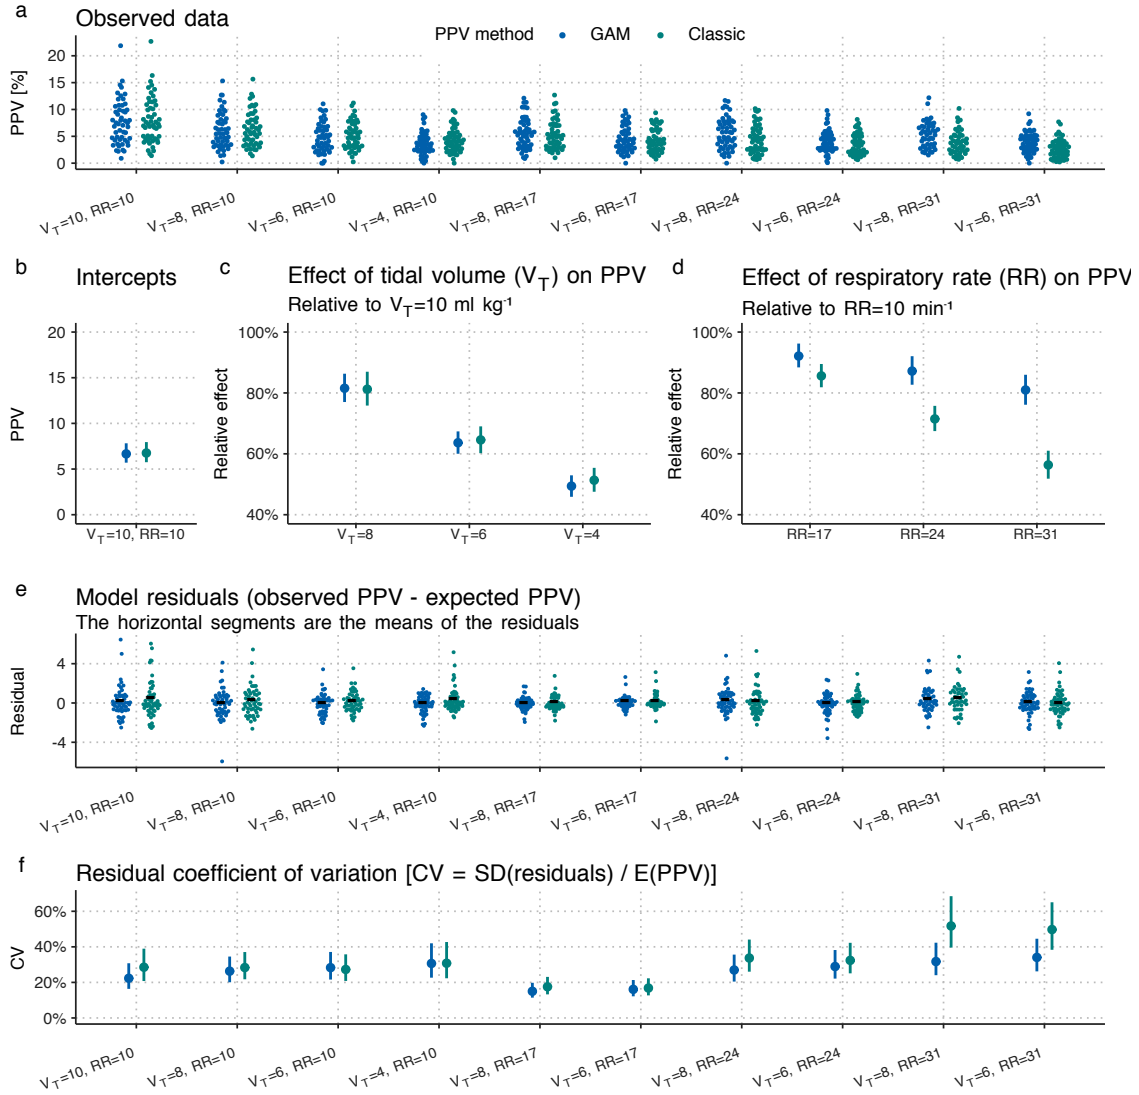 a
Observed data
PPV method GAM Classic
PPV [%]
20
15
10
5
0
V_T=10, RR=10 V_T=8, RR=10 V_T=6, RR=10 V_T=4, RR=10 V_T=8, RR=17 V_T=6, RR=17 V_T=8, RR=24 V_T=6, RR=24 V_T=8, RR=31 V_T=6, RR=31
b
Intercepts
PPV
20
15
10
5
0
V_T=10, RR=10
c
Effect of tidal volume (V_T) on PPV
Relative to V_T=10 ml kg⁻¹
Relative effect
100%
80%
60%
40%
V_T=8 V_T=6 V_T=4
d
Effect of respiratory rate (RR) on PPV
Relative to RR=10 min⁻¹
Relative effect
100%
80%
60%
40%
RR=17 RR=24 RR=31
e
Model residuals (observed PPV - expected PPV)
The horizontal segments are the means of the residuals
Residual
4
0
-4
V_T=10, RR=10 V_T=8, RR=10 V_T=6, RR=10 V_T=4, RR=10 V_T=8, RR=17 V_T=6, RR=17 V_T=8, RR=24 V_T=6, RR=24 V_T=8, RR=31 V_T=6, RR=31
f
Residual coefficient of variation [CV = SD(residuals) / E(PPV)]
CV
60%
40%
20%
0%
V_T=10, RR=10 V_T=8, RR=10 V_T=6, RR=10 V_T=4, RR=10 V_T=8, RR=17 V_T=6, RR=17 V_T=8, RR=24 V_T=6, RR=24 V_T=8, RR=31 V_T=6, RR=31